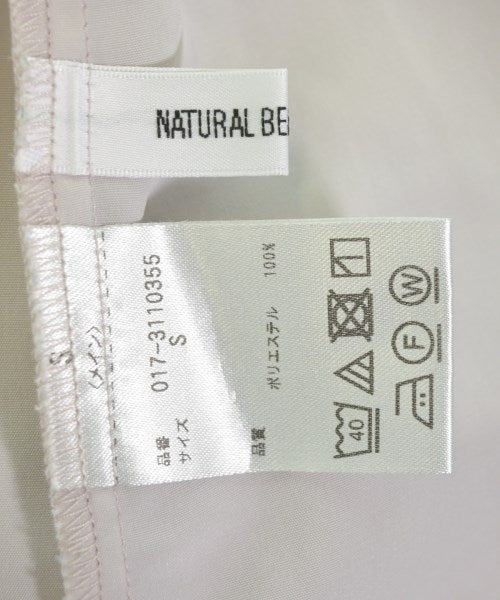 NATURAL BE
S
〈メイン〉
品番 017-3110355
サイズ S
品質 ポリエステル 100%
40
F
W